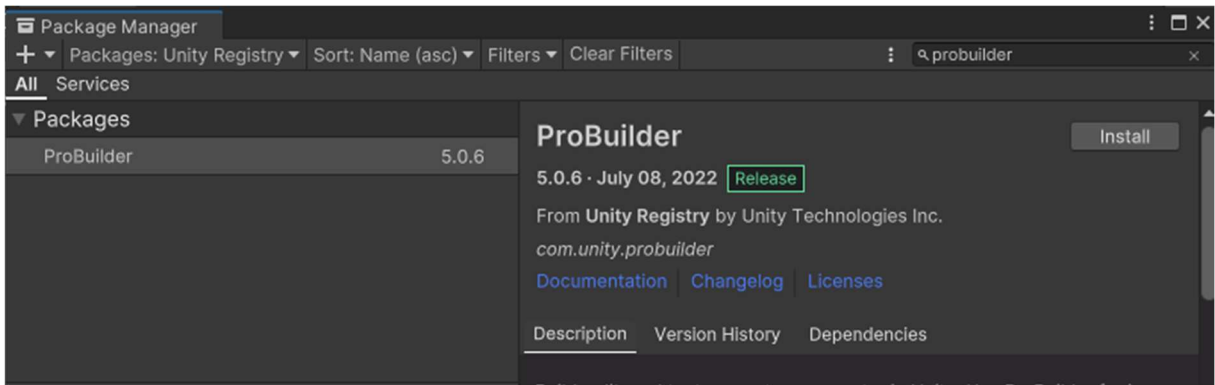 Package Manager
+ Packages: Unity Registry Sort: Name (asc) Filters Clear Filters probuilder
All Services
Packages
ProBuilder 5.0.6
ProBuilder Install
5.0.6 · July 08, 2022 Release
From Unity Registry by Unity Technologies Inc.
com.unity.probuilder
Documentation Changelog Licenses
Description Version History Dependencies